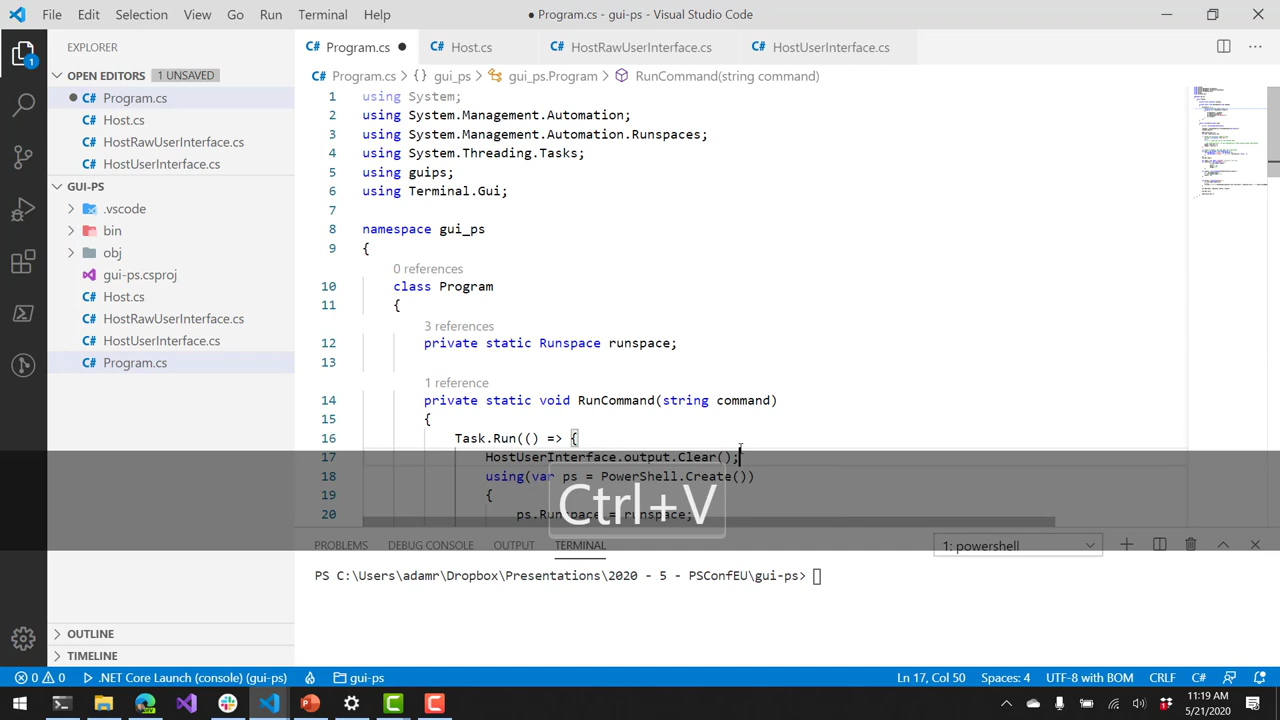 File Edit Selection View Go Run Terminal Help
● Program.cs - gui-ps - Visual Studio Code
EXPLORER
OPEN EDITORS 1 UNSAVED
Program.cs
C# Host.cs
C# HostRawUserInterface.cs
C# HostUserInterface.cs
GUI-PS
.vscode
bin
obj
gui-ps.csproj
C# Host.cs
C# HostRawUserInterface.cs
C# HostUserInterface.cs
C# Program.cs
OUTLINE
TIMELINE
C# Program.cs ● C# Host.cs C# HostRawUserInterface.cs C# HostUserInterface.cs
C# Program.cs > {} gui_ps > gui_ps.Program > RunCommand(string command)
1 using System;
2 using System.Management.Automation;
3 using System.Management.Automation.Runspaces;
4 using System.Threading.Tasks;
5 using guips;
6 using Terminal.Gui;
7
8 namespace gui_ps
9 {
0 references
10 class Program
11 {
3 references
12 private static Runspace runspace;
13
1 reference
14 private static void RunCommand(string command)
15 {
16 Task.Run(() => {
17 HostUserInterface.output.Clear();
18 using(var ps = PowerShell.Create())
19 {
20 ps.Runspace = runspace;
Ctrl+V
PROBLEMS DEBUG CONSOLE OUTPUT TERMINAL 1: powershell
PS C:\Users\adamr\Dropbox\Presentations\2020 - 5 - PSConfEU\gui-ps>
0 0 .NET Core Launch (console) (gui-ps) gui-ps Ln 17, Col 50 Spaces: 4 UTF-8 with BOM CRLF C#
11:19 AM
5/21/2020